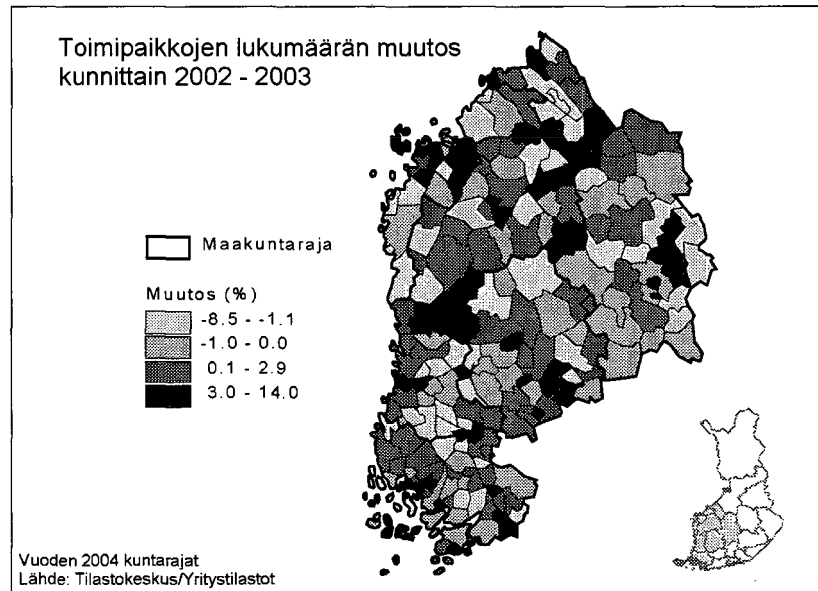 Toimipaikkojen lukumäärän muutos
kunnittain 2002 - 2003
Maakuntaraja
Muutos (%)
-8.5 - -1.1
-1.0 - 0.0
0.1 - 2.9
3.0 - 14.0
Vuoden 2004 kuntarajat
Lähde: Tilastokeskus/Yritystilastot